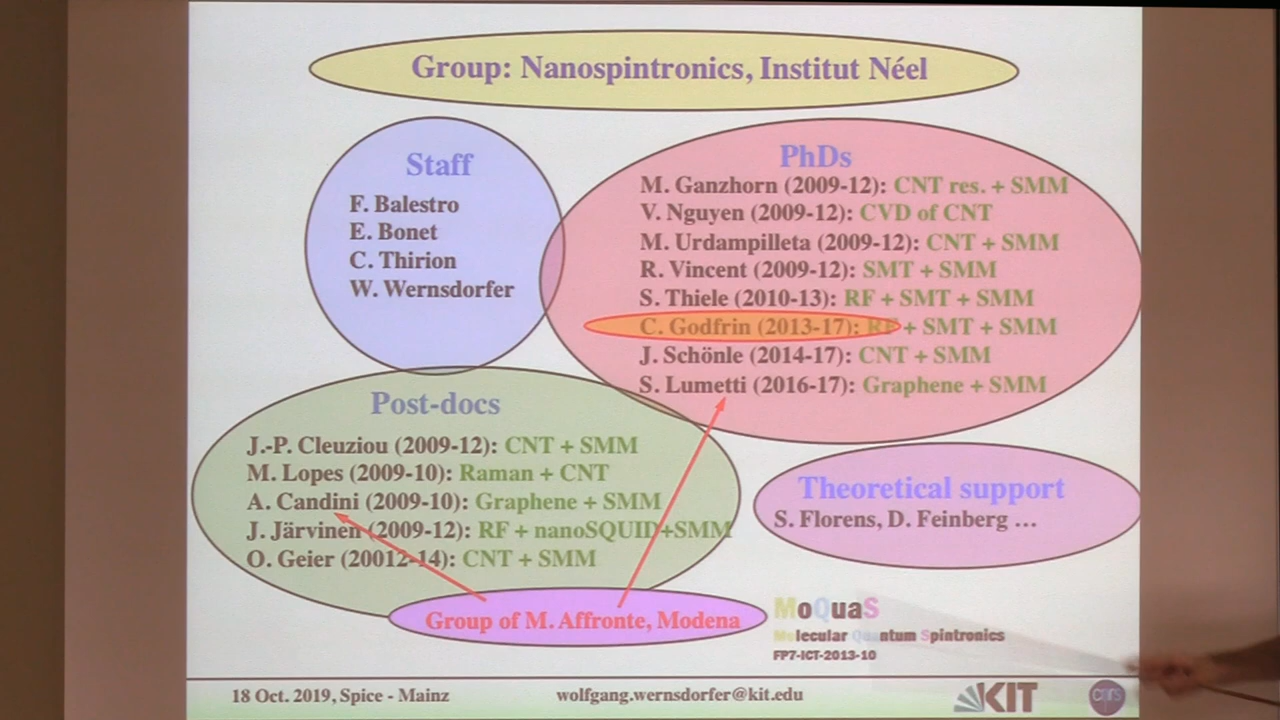 Group: Nanospintronics, Institut Néel
Staff
F. Balestro
E. Bonet
C. Thirion
W. Wernsdorfer
PhDs
M. Ganzhorn (2009-12): CNT res. + SMM
V. Nguyen (2009-12): CVD of CNT
M. Urdampilleta (2009-12): CNT + SMM
R. Vincent (2009-12): SMT + SMM
S. Thiele (2010-13): RF + SMT + SMM
C. Godfrin (2013-17): RF + SMT + SMM
J. Schönle (2014-17): CNT + SMM
S. Lumetti (2016-17): Graphene + SMM
Post-docs
J.-P. Cleuziou (2009-12): CNT + SMM
M. Lopes (2009-10): Raman + CNT
A. Candini (2009-10): Graphene + SMM
J. Järvinen (2009-12): RF + nanoSQUID+SMM
O. Geier (20012-14): CNT + SMM
Theoretical support
S. Florens, D. Feinberg ...
Group of M. Affronte, Modena
MoQuaS
Molecular Quantum Spintronics
FP7-ICT-2013-10
18 Oct. 2019, Spice - Mainz
wolfgang.wernsdorfer@kit.edu
KIT
cnrs